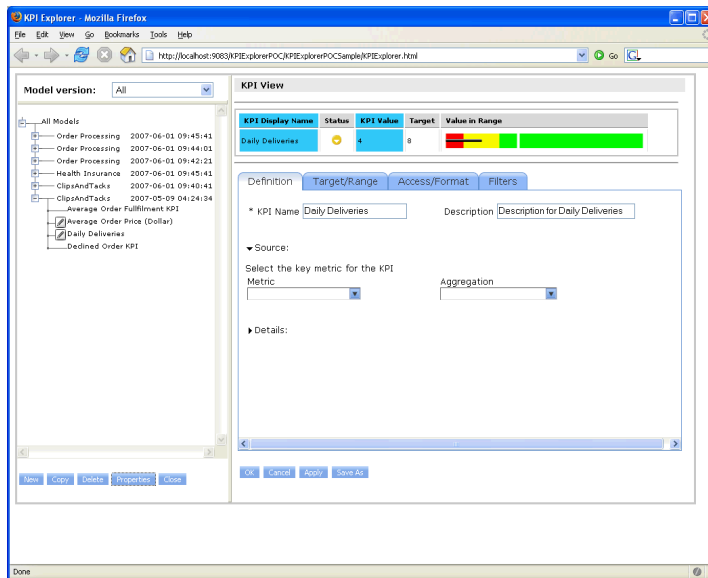 KPI Explorer - Mozilla Firefox
File Edit View Go Bookmarks Tools Help
http://localhost:9083/KPIExplorerPOC/KPIExplorerPOCSample/KPIExplorer.html Go G
Model version: All
All Models
Order Processing 2007-06-01 09:45:41
Order Processing 2007-06-01 09:44:01
Order Processing 2007-06-01 09:42:21
Health Insurance 2007-06-01 09:45:41
ClipsAndTacks 2007-06-01 09:40:41
ClipsAndTacks 2007-05-09 04:24:34
Average Order Fullfilment KPI
Average Order Price (Dollar)
Daily Deliveries
Declined Order KPI
New Copy Delete Properties Close
KPI View
KPI Display Name Status KPI Value Target Value in Range
Daily Deliveries 4 8
Definition Target/Range Access/Format Filters
* KPI Name Daily Deliveries Description Description for Daily Deliveries
Source:
Select the key metric for the KPI
Metric Aggregation
Details:
OK Cancel Apply Save As
Done